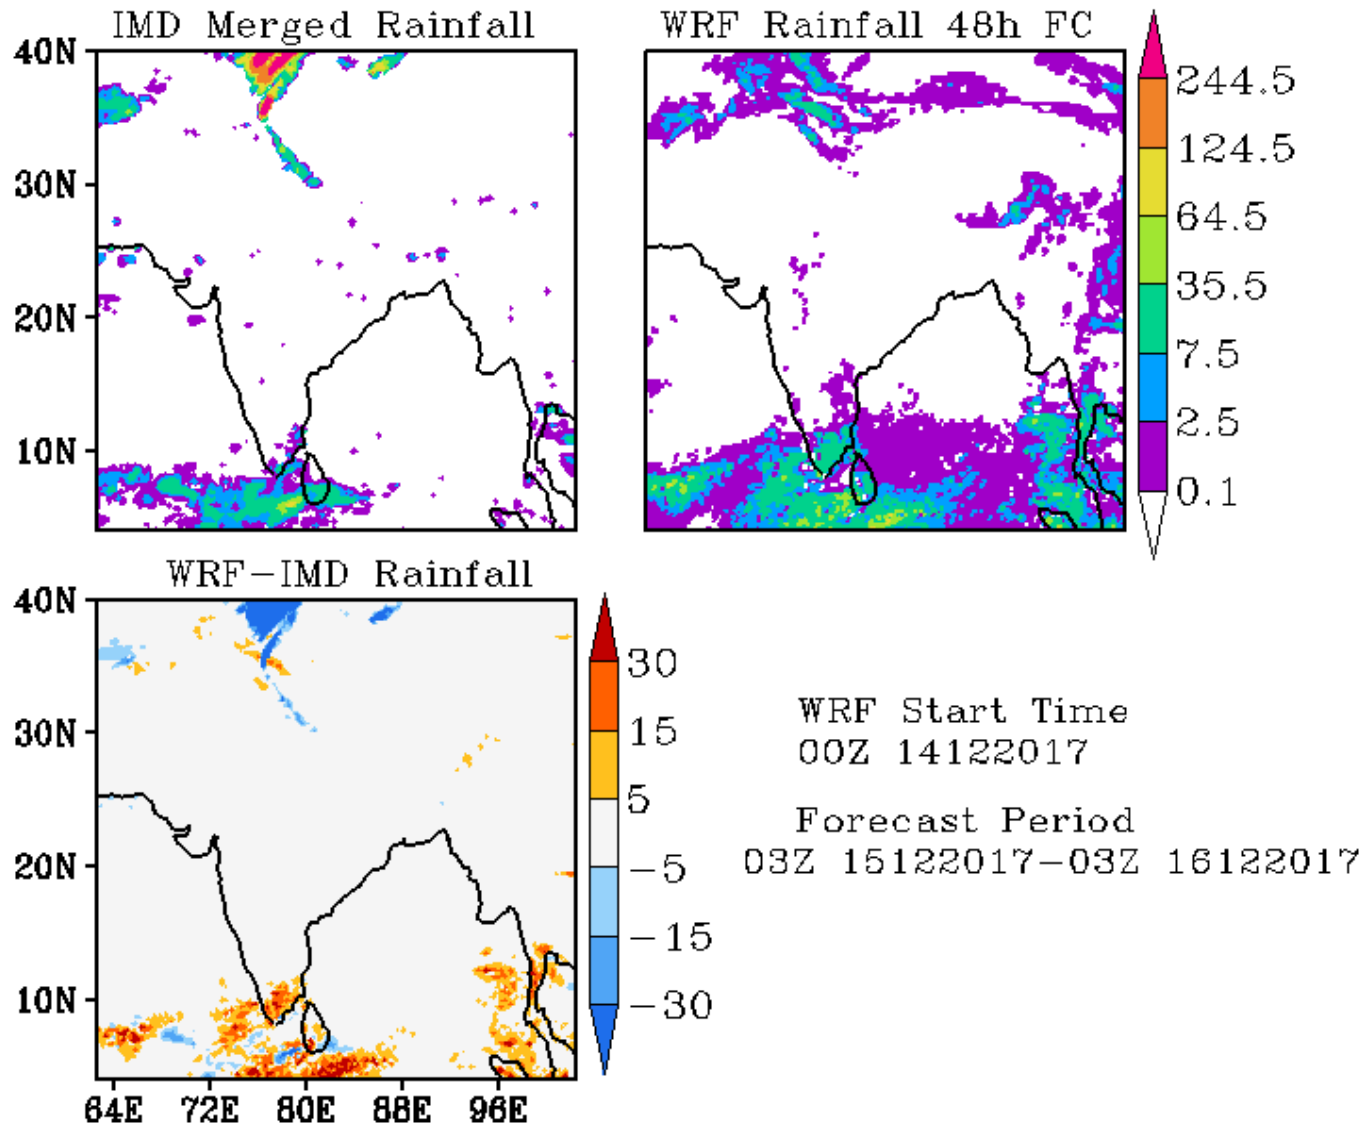 IMD Merged Rainfall
WRF Rainfall 48h FC
40N
30N
20N
10N
244.5
124.5
64.5
35.5
7.5
2.5
0.1
WRF-IMD Rainfall
40N
30N
20N
10N
64E 72E 80E 88E 96E
30
15
5
-5
-15
-30
WRF Start Time
00Z 14122017
Forecast Period
03Z 15122017-03Z 16122017